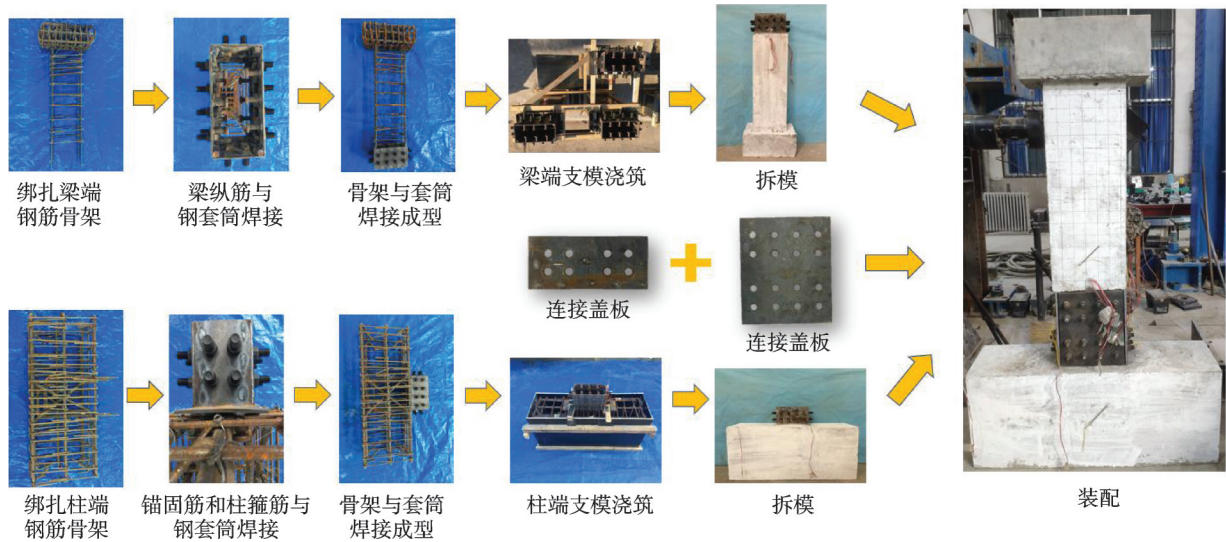 绑扎梁端
钢筋骨架
梁纵筋与
钢套筒焊接
骨架与套筒
焊接成型
梁端支模浇筑
拆模
连接盖板
连接盖板
绑扎柱端
钢筋骨架
锚固筋和柱箍筋与
钢套筒焊接
骨架与套筒
焊接成型
柱端支模浇筑
拆模
装配